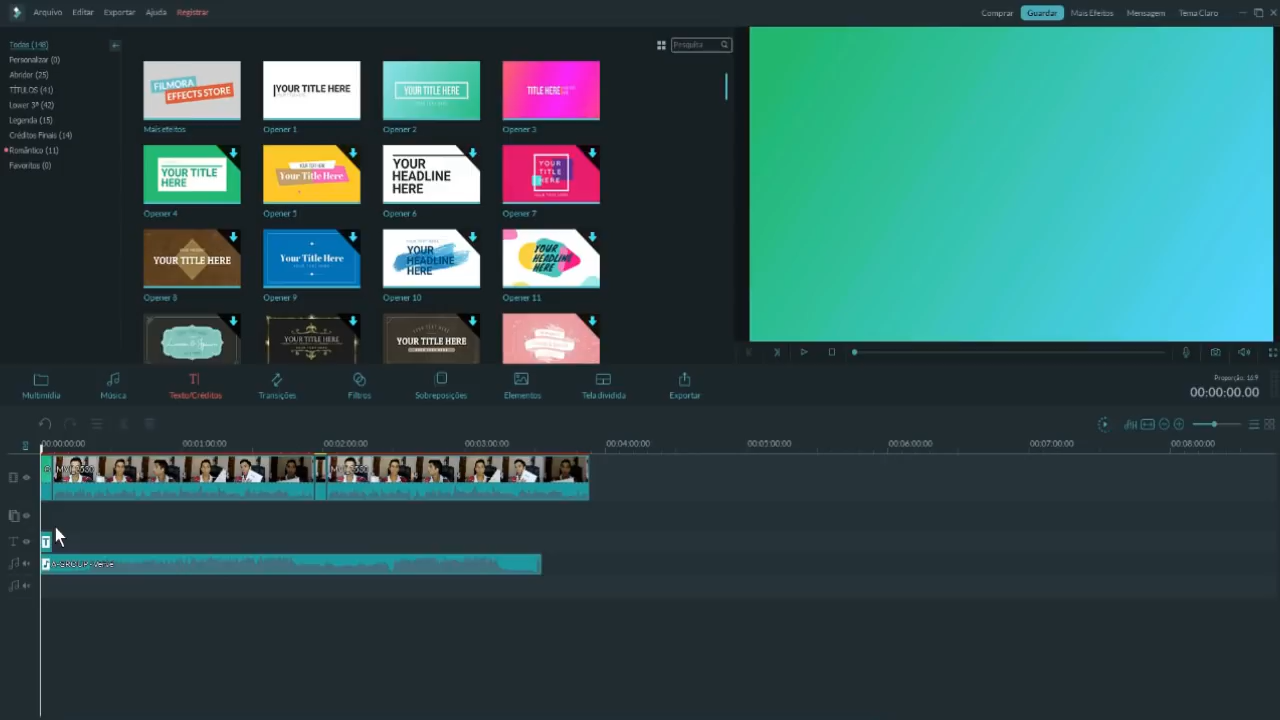 Arquivo Editar Exportar Ajuda Registrar
Comprar Guardar Mais Efeitos Mensagem Tema Claro
Todas (148)
Personalizar (0)
Abridor (25)
TÍTULOS (41)
Lower 3º (42)
Legenda (15)
Créditos Finais (14)
Romântico (11)
Favoritos (0)
Pesquisa
FILMORA
EFFECTS STORE
YOUR TITLE HERE
YOUR TITLE HERE
TITLE HERE
Mais efeitos Opener 1 Opener 2 Opener 3
YOUR TITLE
HERE
Your Title Here
YOUR
HEADLINE
HERE
YOUR
TITLE
HERE
Opener 4 Opener 5 Opener 6 Opener 7
YOUR TITLE HERE
Your Title Here
YOUR
HEADLINE
HERE
YOUR
HEADLINE
HERE
Opener 8 Opener 9 Opener 10 Opener 11
YOUR TITLE HERE
YOUR TITLE HERE
Proporção: 16:9
00:00:00.00
Multimídia Música Texto/Créditos Transições Filtros Sobreposições Elementos Tela dividida Exportar
00:00:00:00 00:01:00:00 00:02:00:00 00:03:00:00 00:04:00:00 00:05:00:00 00:06:00:00 00:07:00:00 00:08:00:00
A-GROUP - Verve